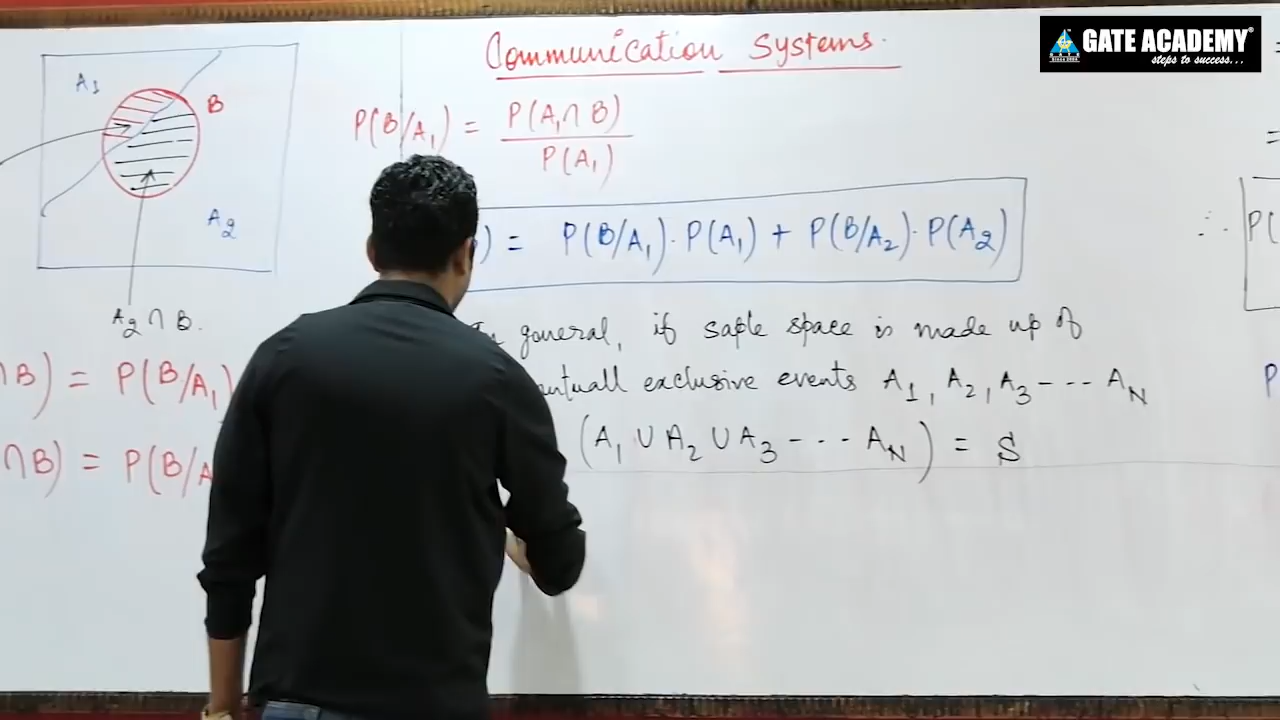 Communication Systems.
GATE ACADEMY®
steps to success...
A1
B
A2
A2 ∩ B.
P(B/A1) = P(A1 ∩ B)
P(A1)
) = P(B/A1) · P(A1) + P(B/A2) · P(A2)
∴ P(
general, if saple space is made up of
exclusive events A1, A2, A3 --- AN
(A1 ∪ A2 ∪ A3 --- AN) = S
∩ B) = P(B/A1)
∩ B) = P(B/A
P